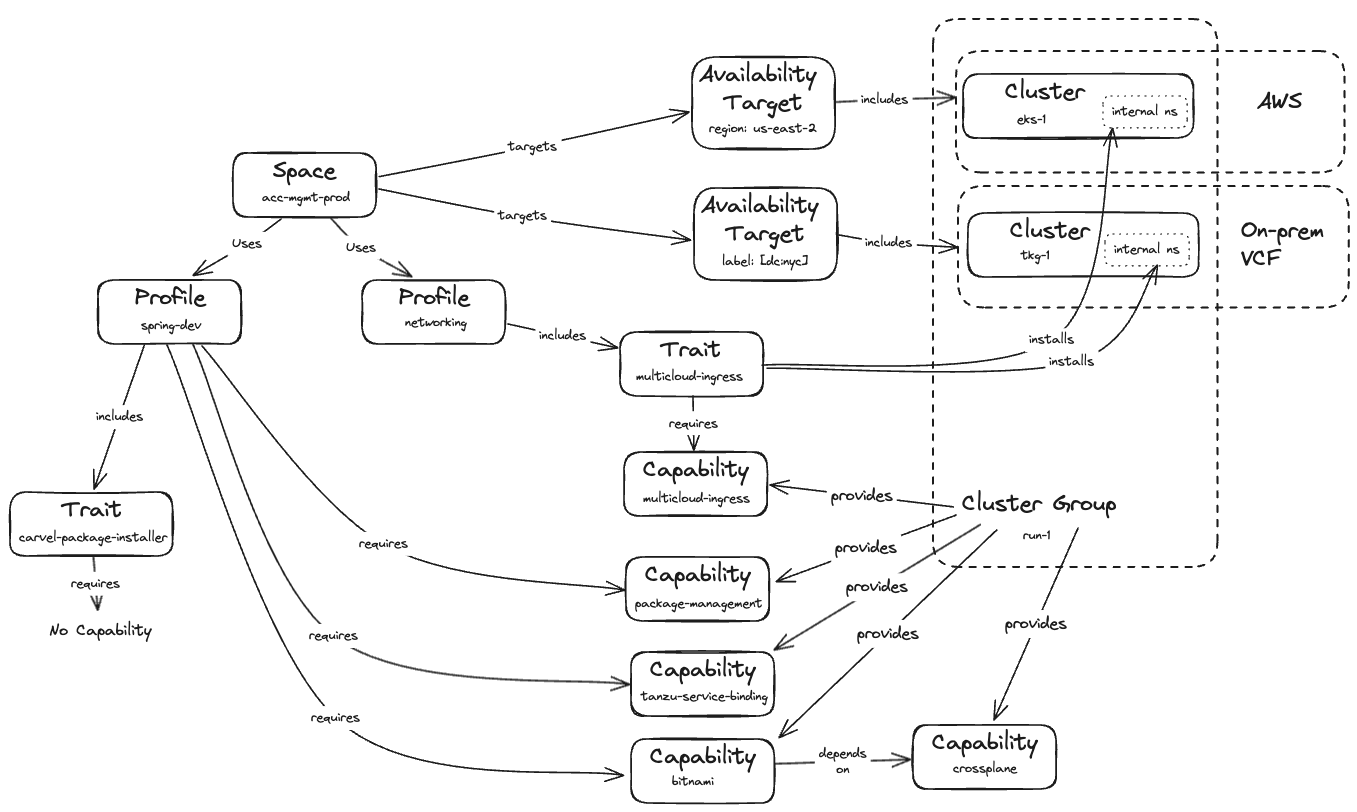 Availability
Target
region: us-east-2
includes
Cluster
eks-1
internal ns
AWS
targets
Space
acc-mgmt-prod
targets
Availability
Target
label: [dc:nyc]
includes
Cluster
tkg-1
internal ns
On-prem
VCF
Uses
Uses
Profile
spring-dev
Profile
networking
includes
Trait
multicloud-ingress
installs
installs
includes
requires
Capability
multicloud-ingress
provides
Cluster Group
run-1
Trait
carvel-package-installer
requires
No Capability
requires
provides
Capability
package-management
provides
requires
provides
provides
Capability
tanzu-service-binding
requires
Capability
bitnami
depends
on
Capability
crossplane